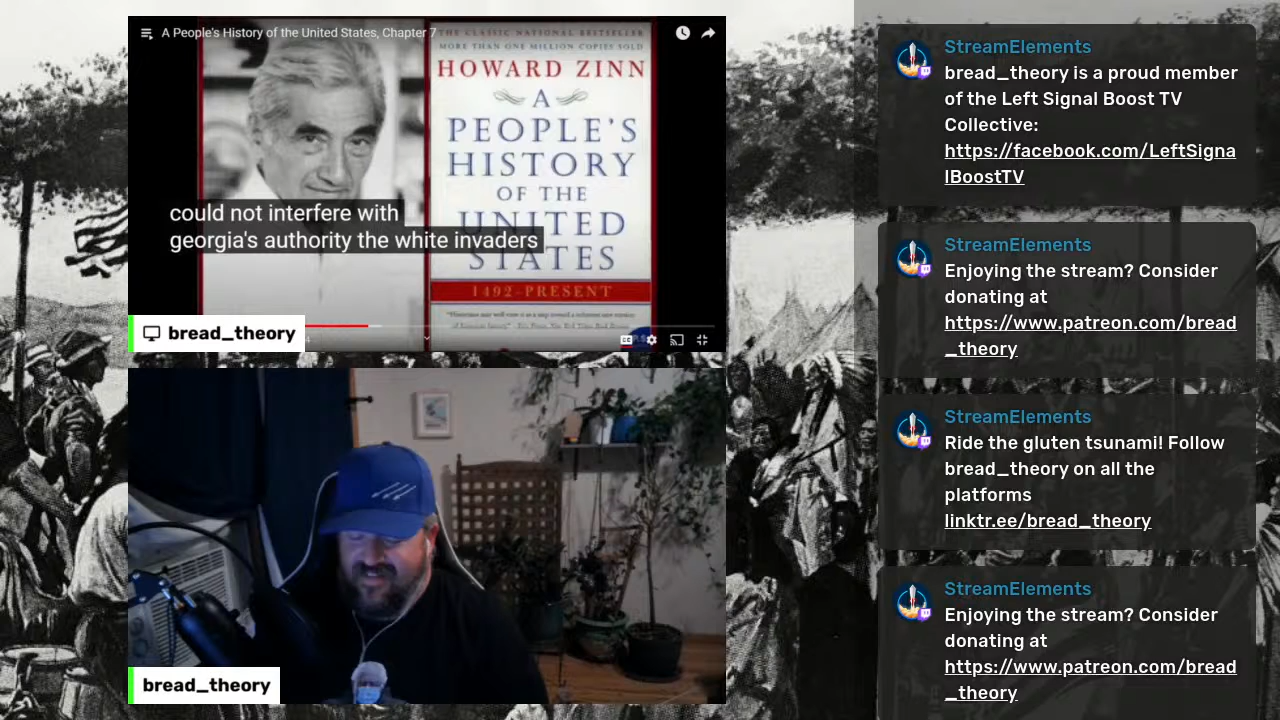 A People's History of the United States, Chapter 7
THE CLASSIC NATIONAL BESTSELLER
MORE THAN ONE MILLION COPIES SOLD
HOWARD ZINN
A
PEOPLE'S
HISTORY
OF THE
UNITED
STATES
1492–PRESENT
could not interfere with
georgia's authority the white invaders
bread_theory
bread_theory
StreamElements
bread_theory is a proud member
of the Left Signal Boost TV
Collective:
https://facebook.com/LeftSigna
lBoostTV
StreamElements
Enjoying the stream? Consider
donating at
https://www.patreon.com/bread
_theory
StreamElements
Ride the gluten tsunami! Follow
bread_theory on all the
platforms
linktr.ee/bread_theory
StreamElements
Enjoying the stream? Consider
donating at
https://www.patreon.com/bread
_theory